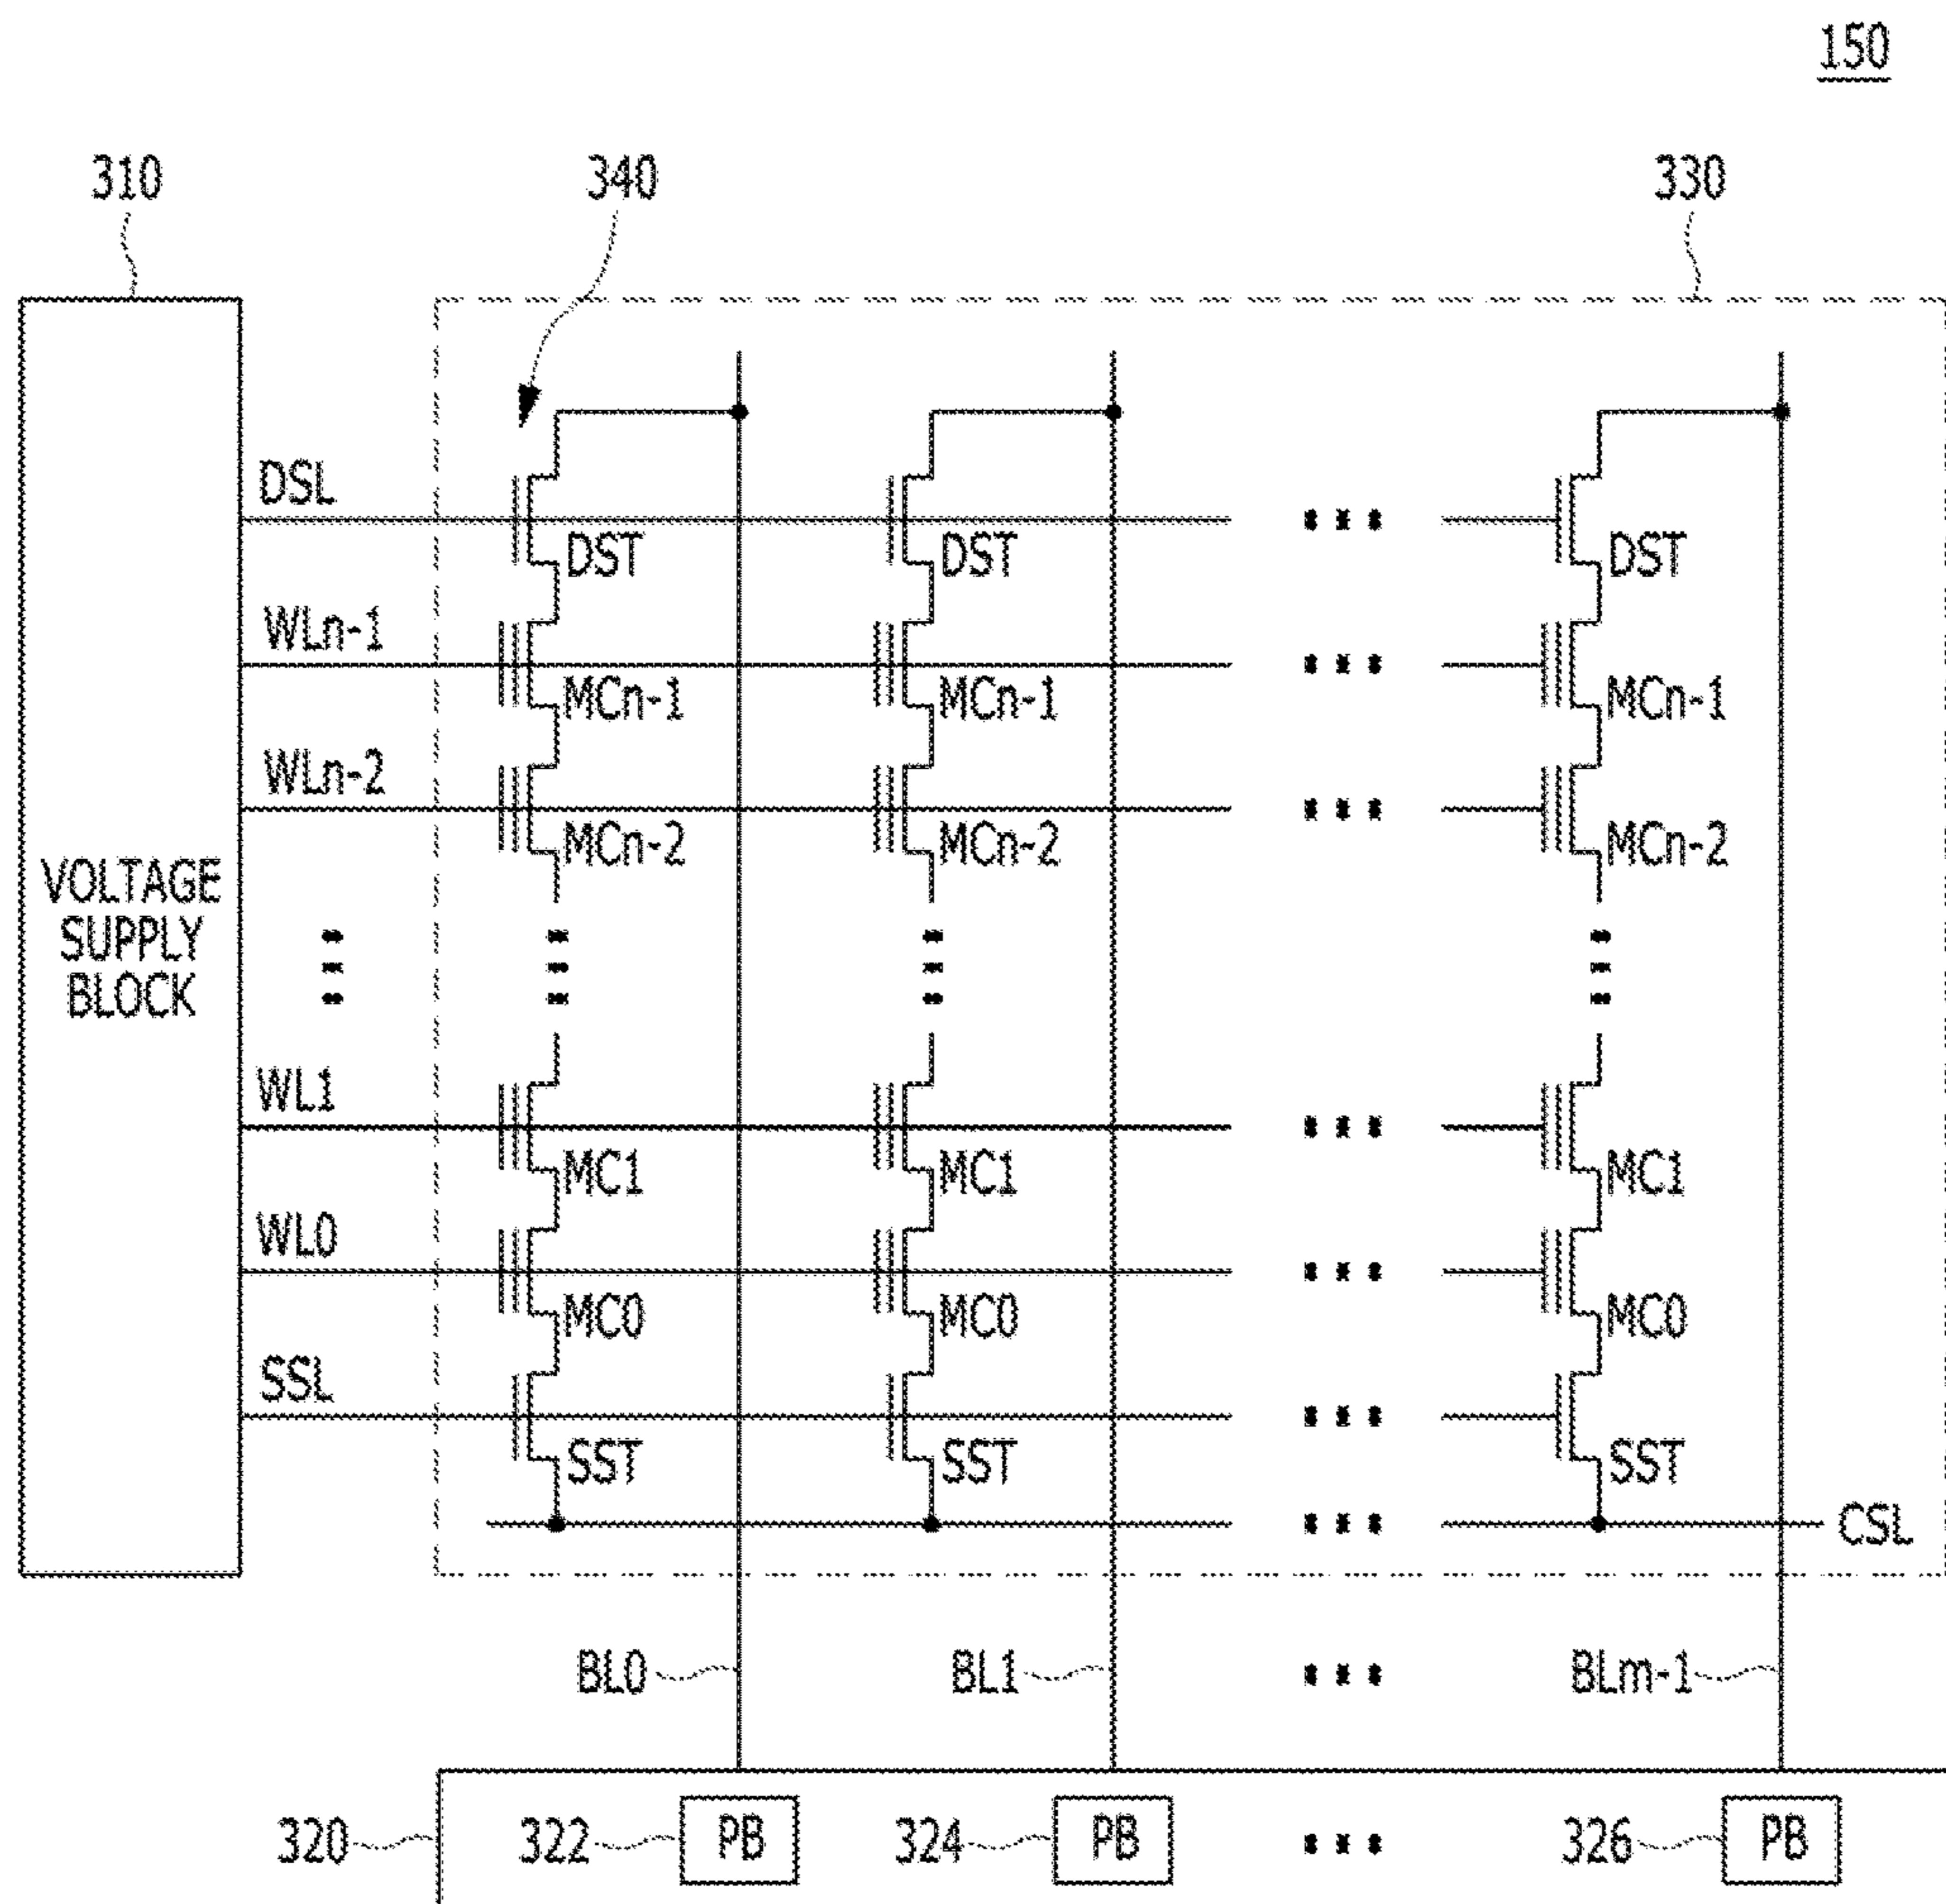 150
310 340 330
DSL
DST DST DST
WLn-1
MCn-1 MCn-1 MCn-1
WLn-2
MCn-2 MCn-2 MCn-2
VOLTAGE
SUPPLY
BLOCK
WL1
MC1 MC1 MC1
WL0
MC0 MC0 MC0
SSL
SST SST SST
CSL
BL0 BL1 BLm-1
320 322 PB 324 PB 326 PB